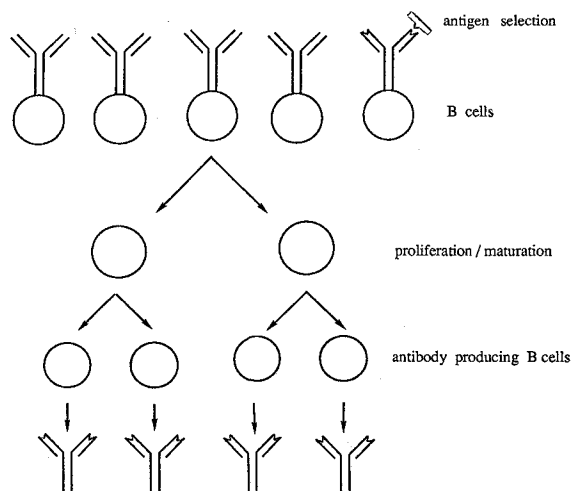 antigen selection
B cells
proliferation / maturation
antibody producing B cells